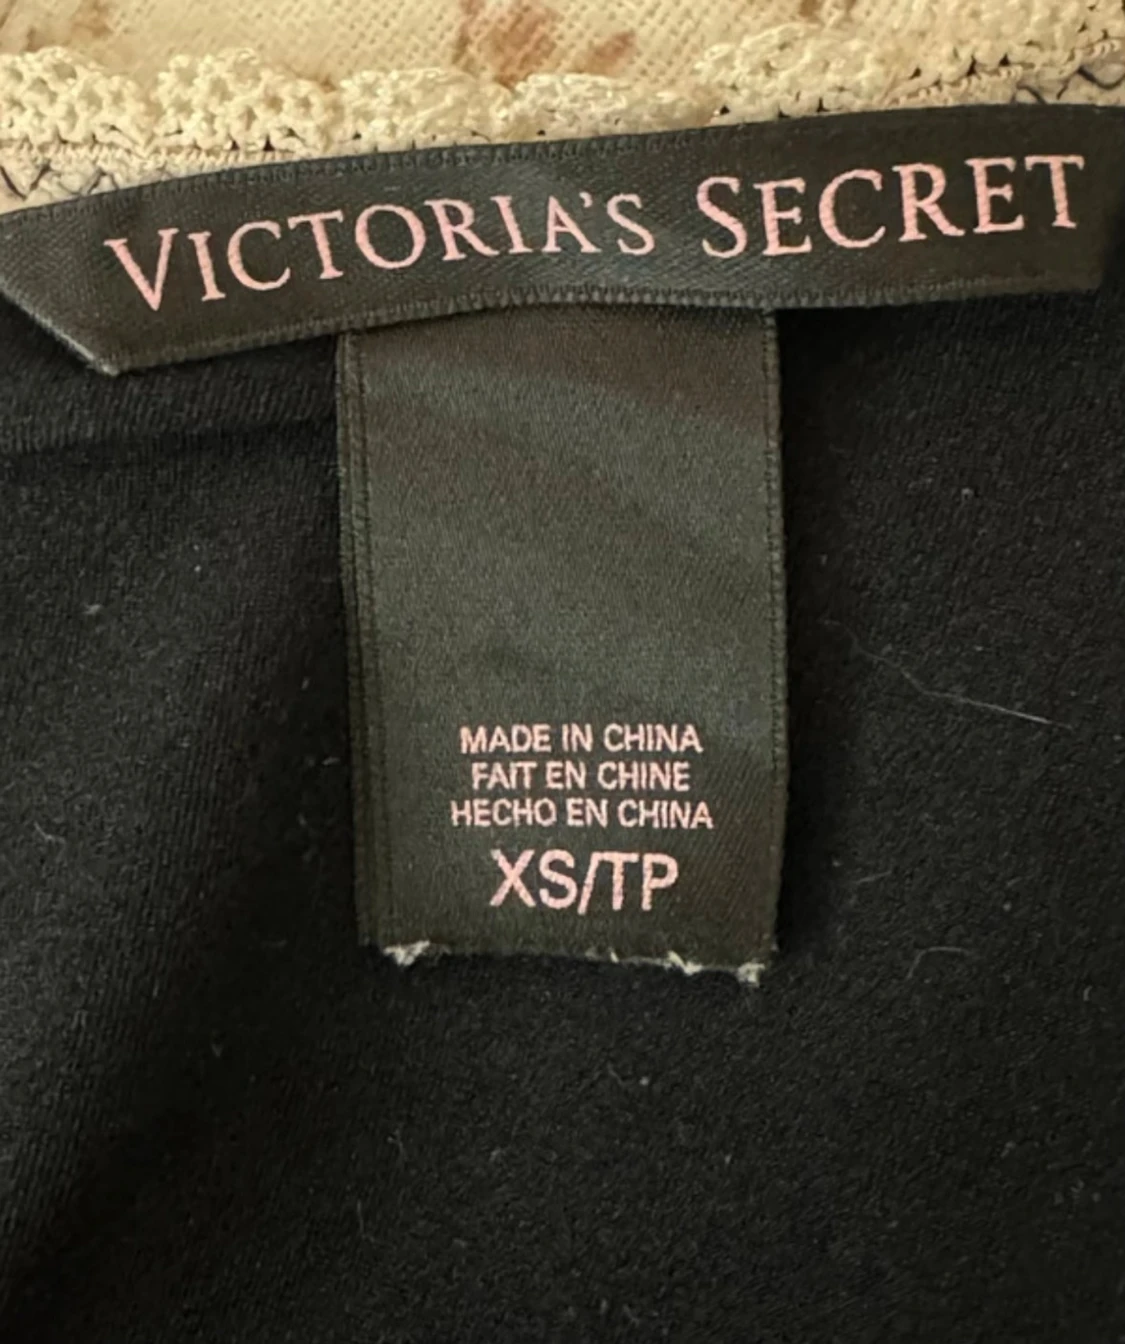 VICTORIA'S SECRET
MADE IN CHINA
FAIT EN CHINE
HECHO EN CHINA
XS/TP